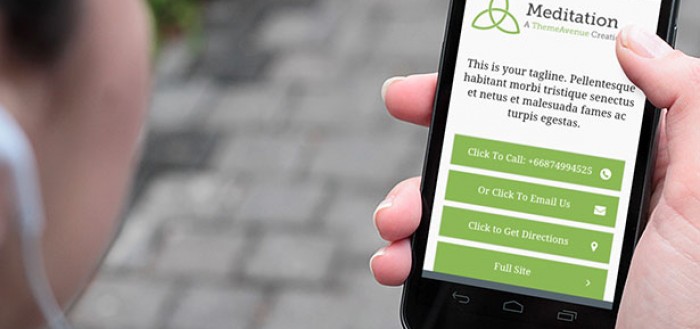 Meditation
A ThemeAvenue Creati
This is your tagline. Pellentesque
habitant morbi tristique senectus
et netus et malesuada fames ac
turpis egestas.
Click To Call: +66874994525
Or Click To Email Us
Click to Get Directions
Full Site